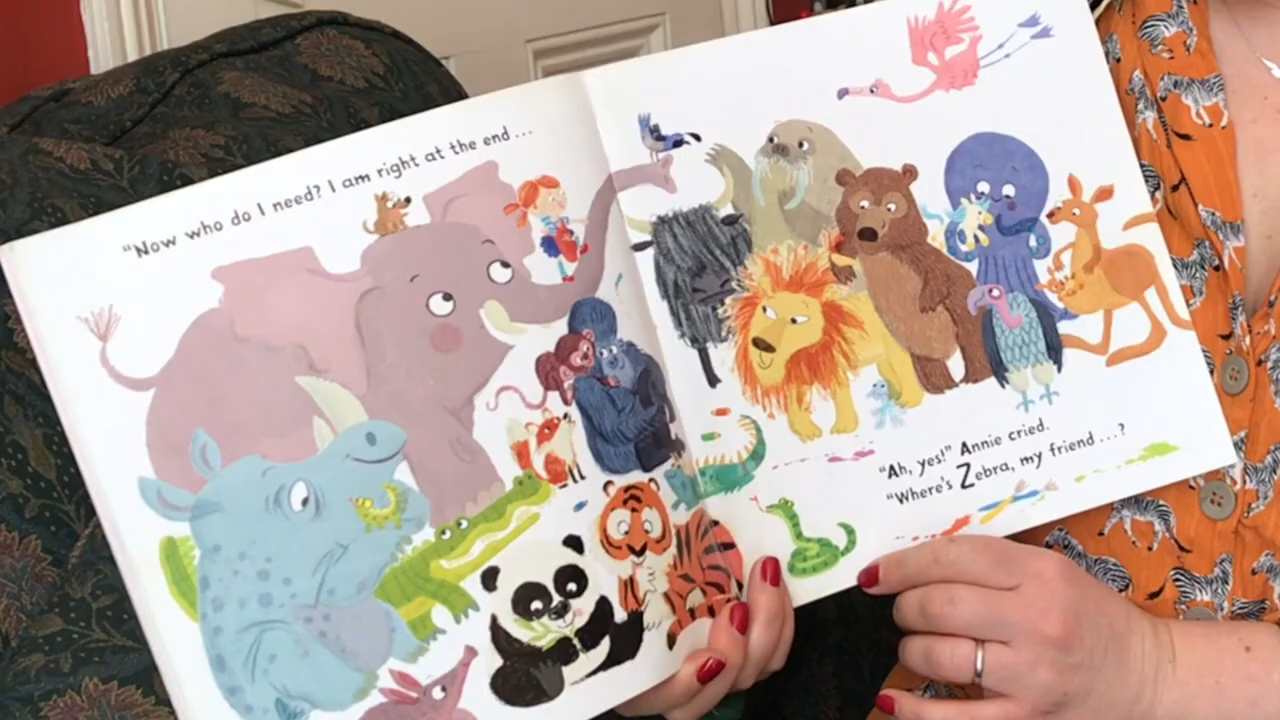 “Now who do I need? I am right at the end ...
“Ah, yes!” Annie cried.
“Where's Zebra, my friend ...?